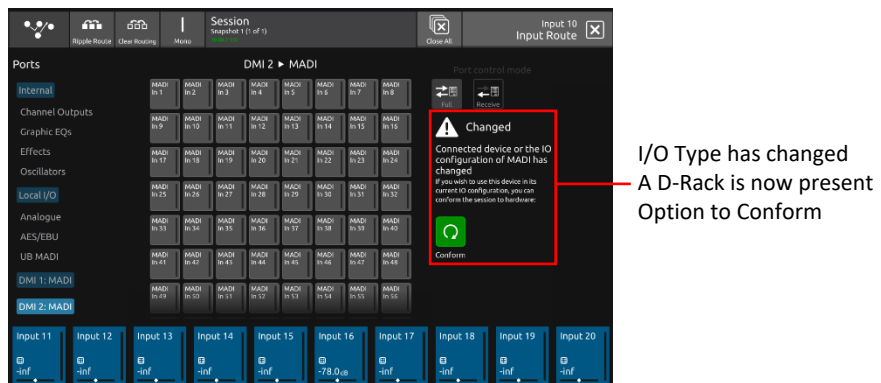 Ripple Route
Clear Routing
Mono
Session
Snapshot 1 (1 of 1)
Close All
Input 10
Input Route
Ports
DMI 2 ▶ MADI
Port control mode
Internal
Channel Outputs
Graphic EQs
Effects
Oscillators
Local I/O
Analogue
AES/EBU
UB MADI
DMI 1: MADI
DMI 2: MADI
MADI In 1
MADI In 2
MADI In 3
MADI In 4
MADI In 5
MADI In 6
MADI In 7
MADI In 8
MADI In 9
MADI In 10
MADI In 11
MADI In 12
MADI In 13
MADI In 14
MADI In 15
MADI In 16
MADI In 17
MADI In 18
MADI In 19
MADI In 20
MADI In 21
MADI In 22
MADI In 23
MADI In 24
MADI In 25
MADI In 26
MADI In 27
MADI In 28
MADI In 29
MADI In 30
MADI In 31
MADI In 32
MADI In 33
MADI In 34
MADI In 35
MADI In 36
MADI In 37
MADI In 38
MADI In 39
MADI In 40
MADI In 41
MADI In 42
MADI In 43
MADI In 44
MADI In 45
MADI In 46
MADI In 47
MADI In 48
MADI In 49
MADI In 50
MADI In 51
MADI In 52
MADI In 53
MADI In 54
MADI In 55
MADI In 56
Full
Receive
Changed
Connected device or the IO
configuration of MADI has
changed
If you wish to use this device in its
current IO configuration, you can
conform the session to hardware:
Conform
I/O Type has changed
A D-Rack is now present
Option to Conform
Input 11
-inf
Input 12
-inf
Input 13
-inf
Input 14
-inf
Input 15
-inf
Input 16
-78.0 dB
Input 17
-inf
Input 18
-inf
Input 19
-inf
Input 20
-inf